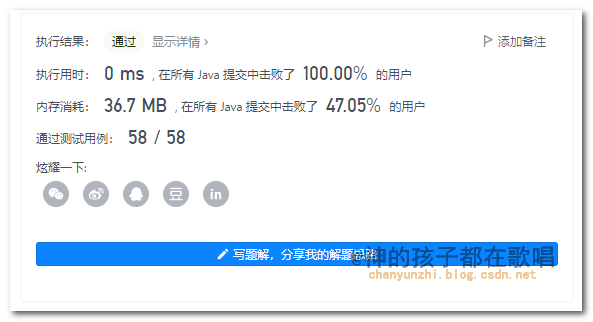 执行结果： 通过 显示详情 › 添加备注
执行用时： 0 ms , 在所有 Java 提交中击败了 100.00% 的用户
内存消耗： 36.7 MB , 在所有 Java 提交中击败了 47.05% 的用户
通过测试用例： 58 / 58
炫耀一下:
豆 in
写题解，分享我的解题思路
@神的孩子都在歌唱
chenyunzhi.blog.csdn.net